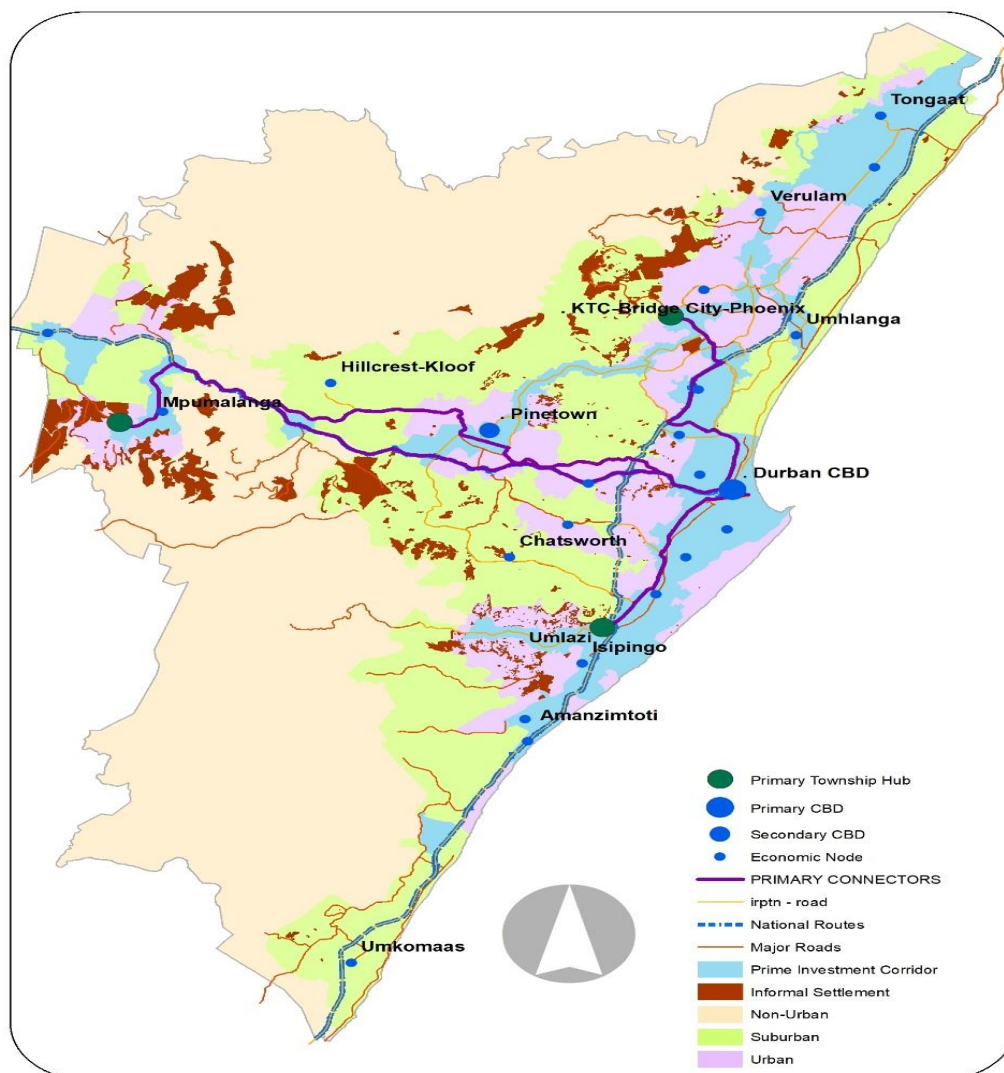 Tongaat
Verulam
KTC-Bridge City-Phoenix
Umhlanga
Hillcrest-Kloof
Mpumalanga
Pinetown
Durban CBD
Chatsworth
Umlazi
Isipingo
Amanzimtoti
Umkomaas
Primary Township Hub
Primary CBD
Secondary CBD
Economic Node
PRIMARY CONNECTORS
irptn - road
National Routes
Major Roads
Prime Investment Corridor
Informal Settlement
Non-Urban
Suburban
Urban